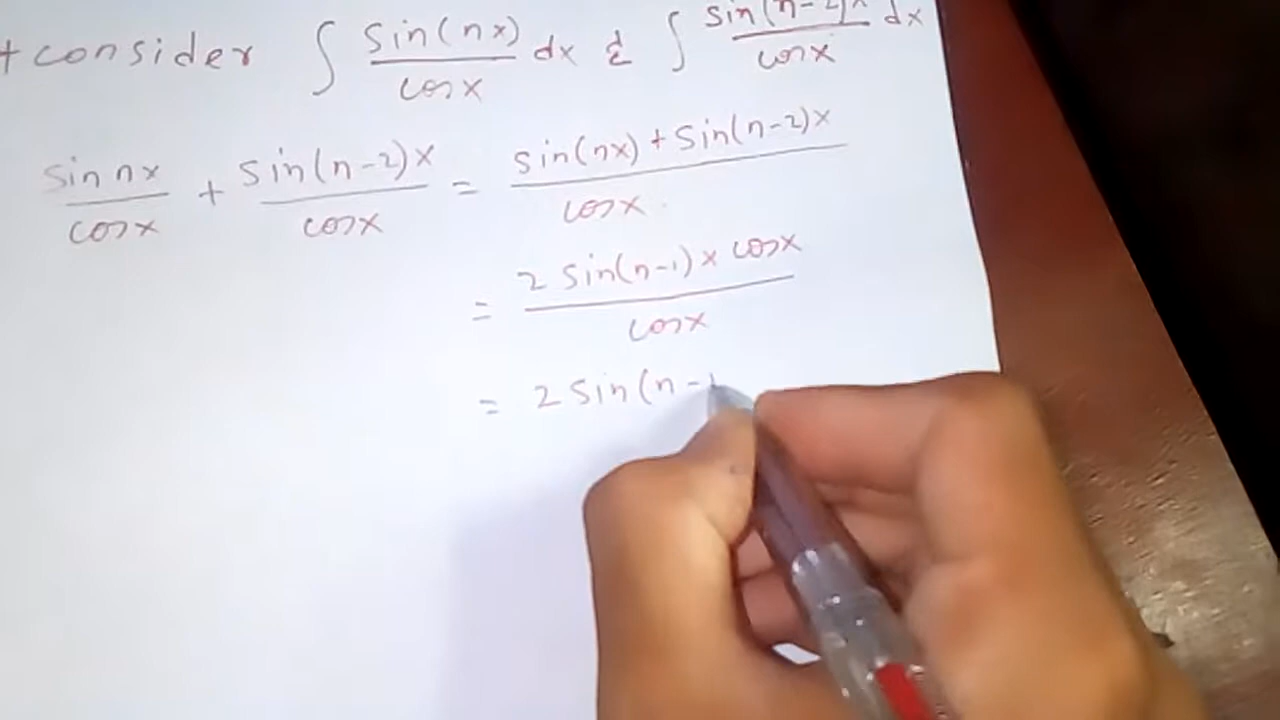 + consider ∫ sin(nx)/cosx dx & ∫ sin(n-2)x/cosx dx
sin nx/cosx + sin(n-2)x/cosx = sin(nx) + sin(n-2)x/cosx
= 2 sin(n-1)x cosx/cosx
= 2 sin(n-1